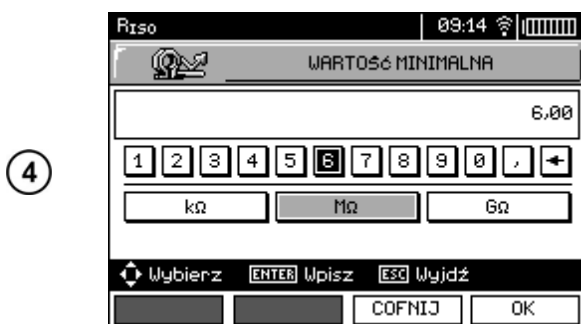 RISO 09:14
WARTOŚĆ MINIMALNA
6,00
4
1 2 3 4 5 6 7 8 9 0 ,
kΩ MΩ GΩ
Wybierz ENTER Wpisz ESC Wyjdź
COFNIJ OK